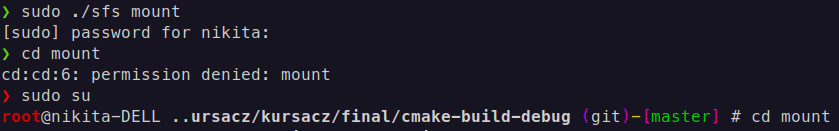 ❯ sudo ./sfs mount
[sudo] password for nikita:
❯ cd mount
cd:cd:6: permission denied: mount
❯ sudo su
root@nikita-DELL ..ursacz/kursacz/final/cmake-build-debug (git)-[master] # cd mount